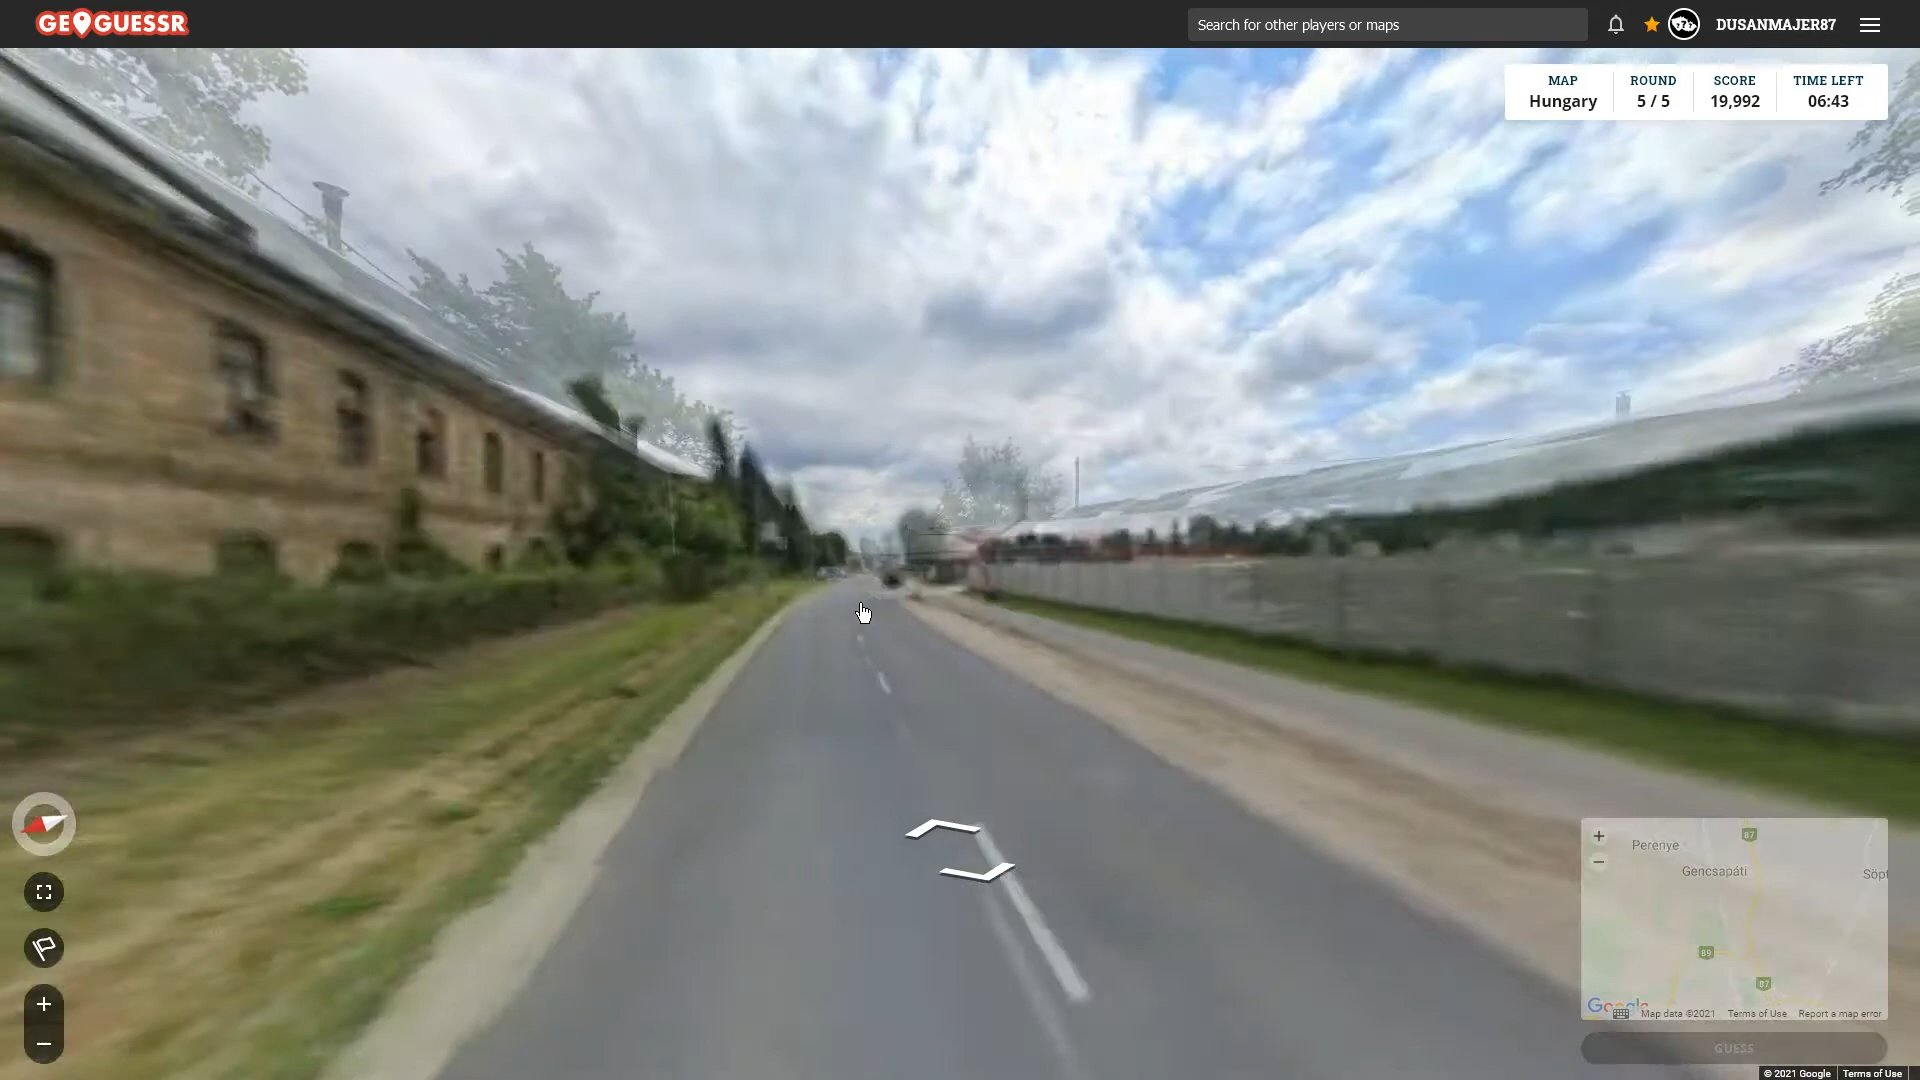 GEOGUESSR
Search for other players or maps
DUSANMAJER87
MAP
Hungary
ROUND
5 / 5
SCORE
19,992
TIME LEFT
06:43
Perenye
87
Gencsapáti
Söpt
89
87
Google
Map data ©2021
Terms of Use
Report a map error
GUESS
© 2021 Google
Terms of Use